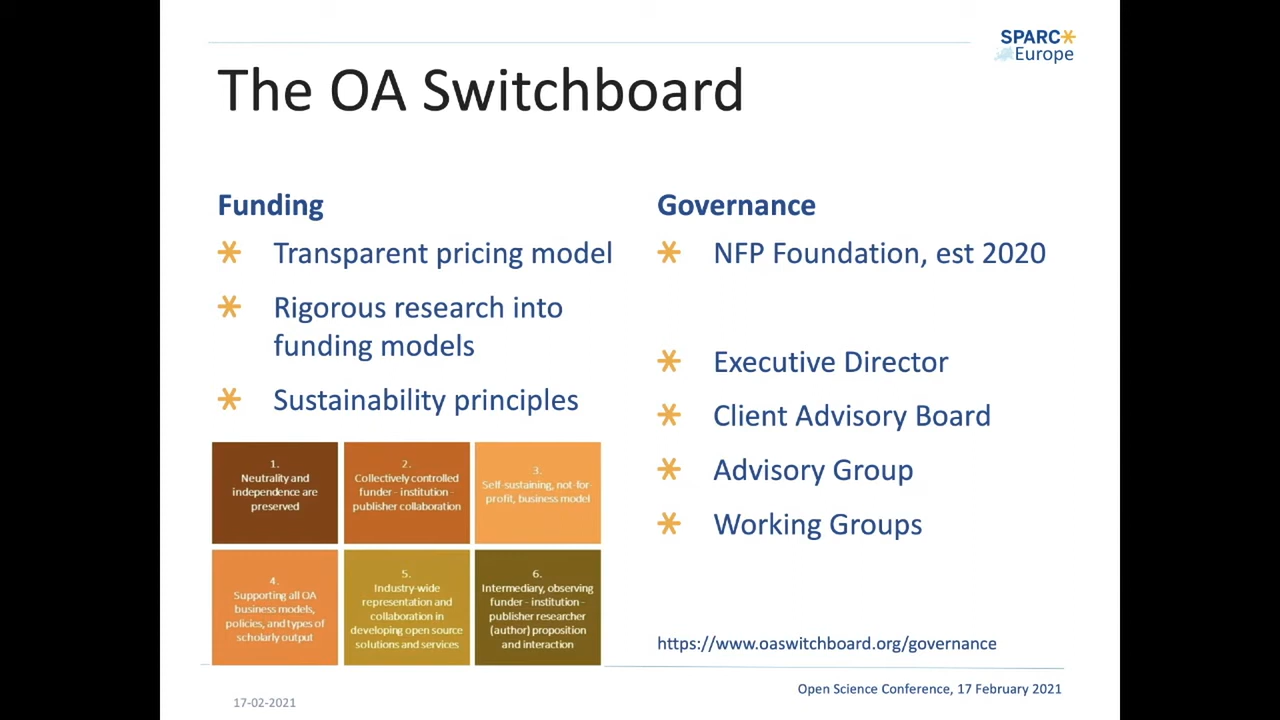 SPARC
Europe
The OA Switchboard
Funding
Transparent pricing model
Rigorous research into
funding models
Sustainability principles
1.
Neutrality and
independence are
preserved
2.
Collectively controlled
funder - institution -
publisher collaboration
3.
Self-sustaining, not-for-
profit, business model
4.
Supporting all OA
business models,
policies, and types of
scholarly output
5.
Industry-wide
representation and
collaboration in
developing open source
solutions and services
6.
Intermediary, observing
funder - institution -
publisher researcher
(author) proposition
and interaction
Governance
NFP Foundation, est 2020
Executive Director
Client Advisory Board
Advisory Group
Working Groups
https://www.oaswitchboard.org/governance
Open Science Conference, 17 February 2021
17-02-2021